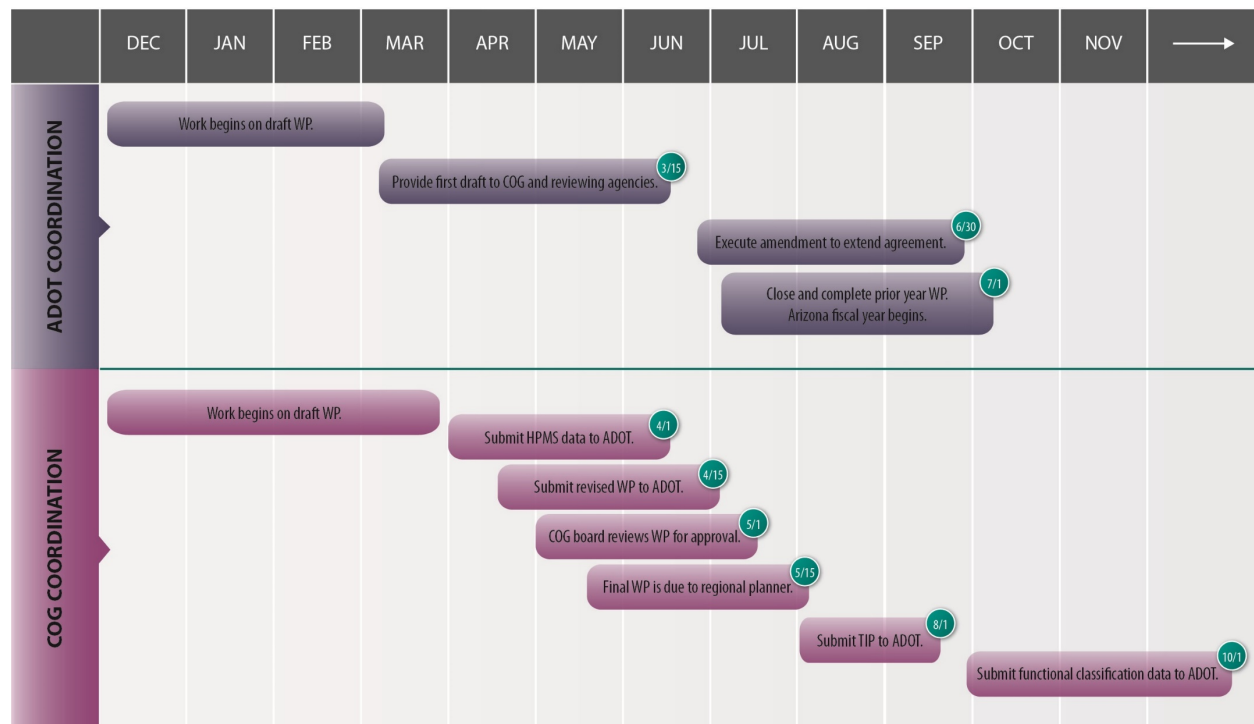 DEC JAN FEB MAR APR MAY JUN JUL AUG SEP OCT NOV
ADOT COORDINATION
Work begins on draft WP.
Provide first draft to COG and reviewing agencies.
3/15
Execute amendment to extend agreement.
6/30
Close and complete prior year WP.
Arizona fiscal year begins.
7/1
COG COORDINATION
Work begins on draft WP.
Submit HPMS data to ADOT.
4/1
Submit revised WP to ADOT.
4/15
COG board reviews WP for approval.
5/1
Final WP is due to regional planner.
5/15
Submit TIP to ADOT.
8/1
Submit functional classification data to ADOT.
10/1